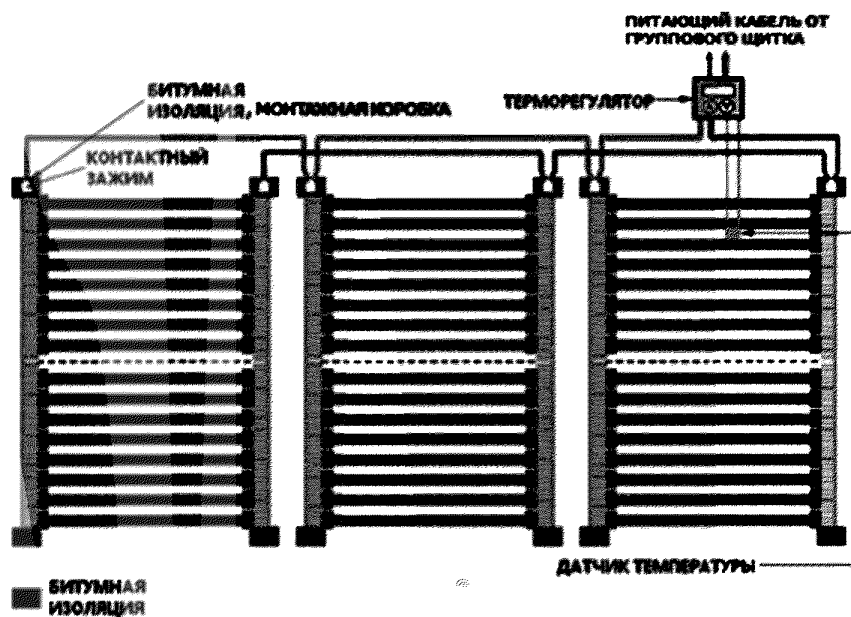 ПИТАЮЩИЙ КАБЕЛЬ ОТ
ГРУППОВОГО ЩИТКА
БИТУМНАЯ
ИЗОЛЯЦИЯ, МОНТАЖНАЯ КОРОБКА
ТЕРМОРЕГУЛЯТОР
КОНТАКТНЫЙ
ЗАЖИМ
ДАТЧИК ТЕМПЕРАТУРЫ
БИТУМНАЯ
ИЗОЛЯЦИЯ